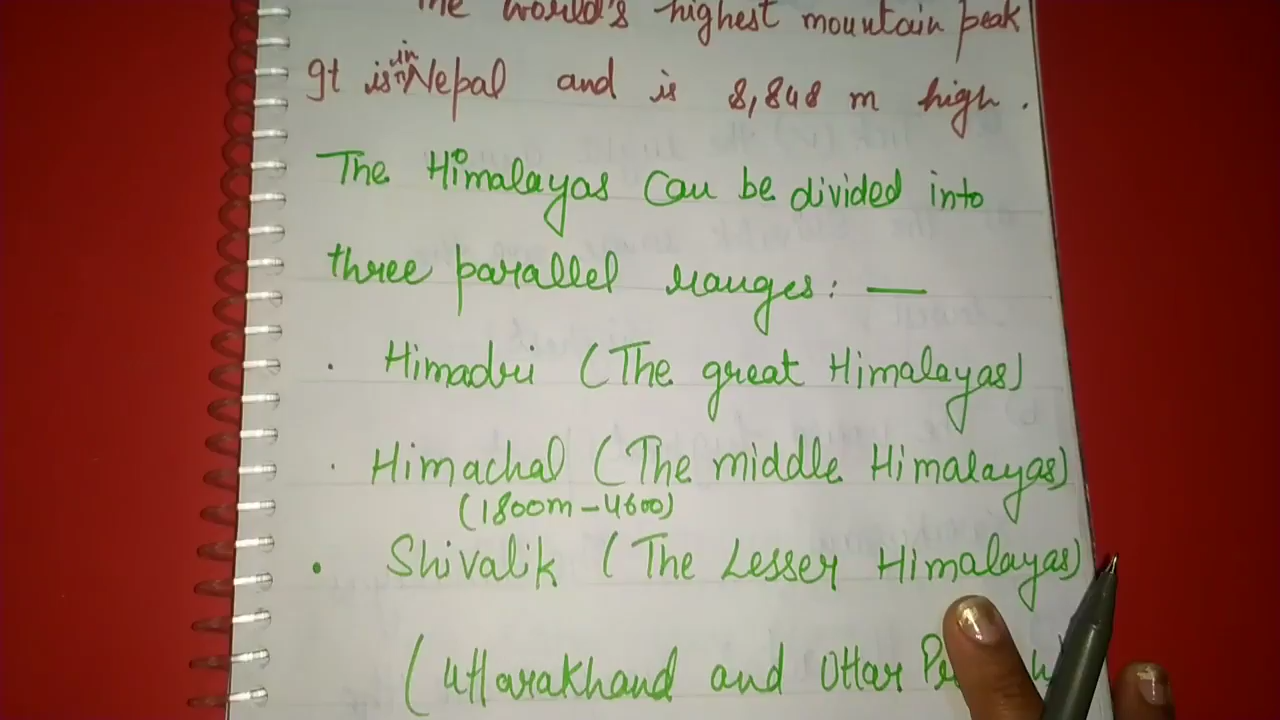 The world's highest mountain peak
It is in Nepal and is 8,848 m high.
The Himalayas can be divided into
three parallel ranges: —
. Himadri (The great Himalayas)
. Himachal (The middle Himalayas)
(1800m-4600)
. Shivalik (The Lesser Himalayas)
(Uttarakhand and Uttar